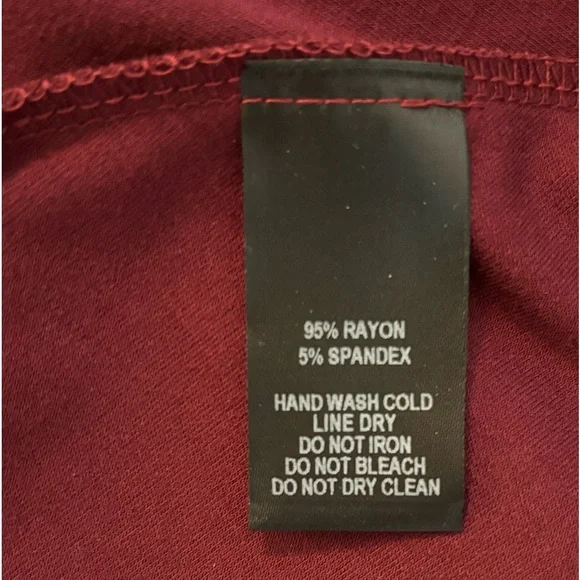 95% RAYON
5% SPANDEX
HAND WASH COLD
LINE DRY
DO NOT IRON
DO NOT BLEACH
DO NOT DRY CLEAN